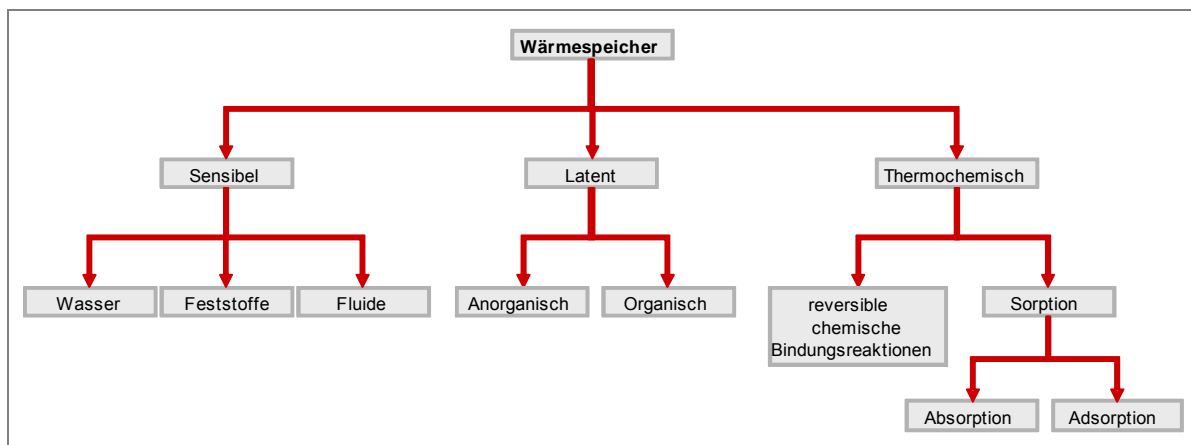 Wärmespeicher
Sensibel
Latent
Thermochemisch
Wasser
Feststoffe
Fluide
Anorganisch
Organisch
reversible
chemische
Bindungsreaktionen
Sorption
Absorption
Adsorption